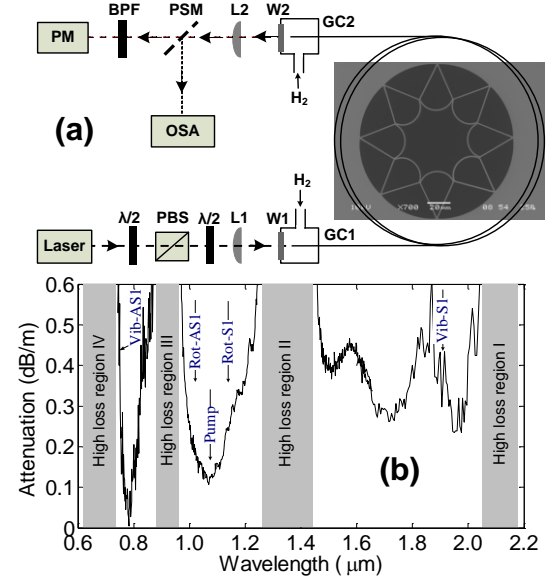 BPF PSM L2 W2 GC2
PM
H2
(a)
OSA
X700 20um
H2
λ/2 PBS λ/2 L1 W1 GC1
Laser
0.6
0.5
0.4
0.3
0.2
0.1
0
Attenuation (dB/m)
High loss region IV
Vib-AS1
High loss region III
Rot-AS1
Pump
Rot-S1
High loss region II
Vib-S1
High loss region I
(b)
0.6 0.8 1.0 1.2 1.4 1.6 1.8 2.0 2.2
Wavelength ( μm)